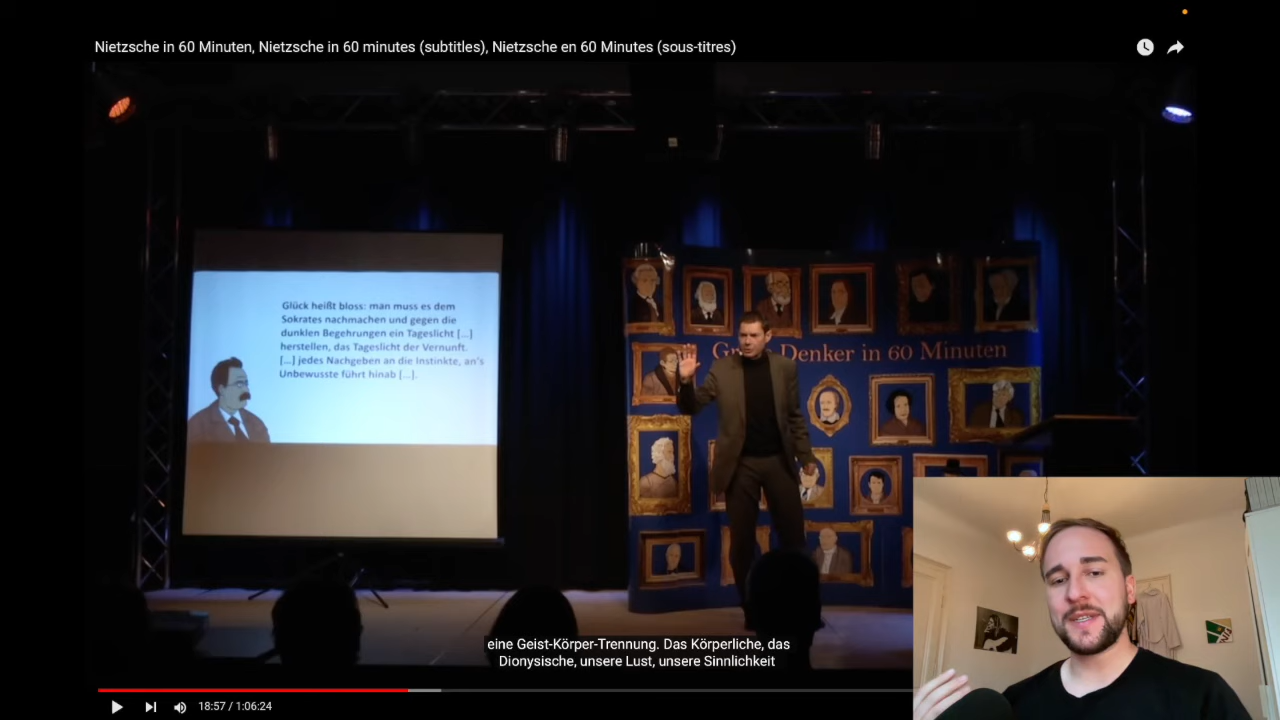 Nietzsche in 60 Minuten, Nietzsche in 60 minutes (subtitles), Nietzsche en 60 Minutes (sous-titres)
Glück heißt bloss: man muss es dem
Sokrates nachmachen und gegen die
dunklen Begehrungen ein Tageslicht [...]
herstellen, das Tageslicht der Vernunft.
[...] jedes Nachgeben an die Instinkte, an's
Unbewusste führt hinab [...].
Denker in 60 Minuten
eine Geist-Körper-Trennung. Das Körperliche, das
Dionysische, unsere Lust, unsere Sinnlichkeit
18:57 / 1:06:24